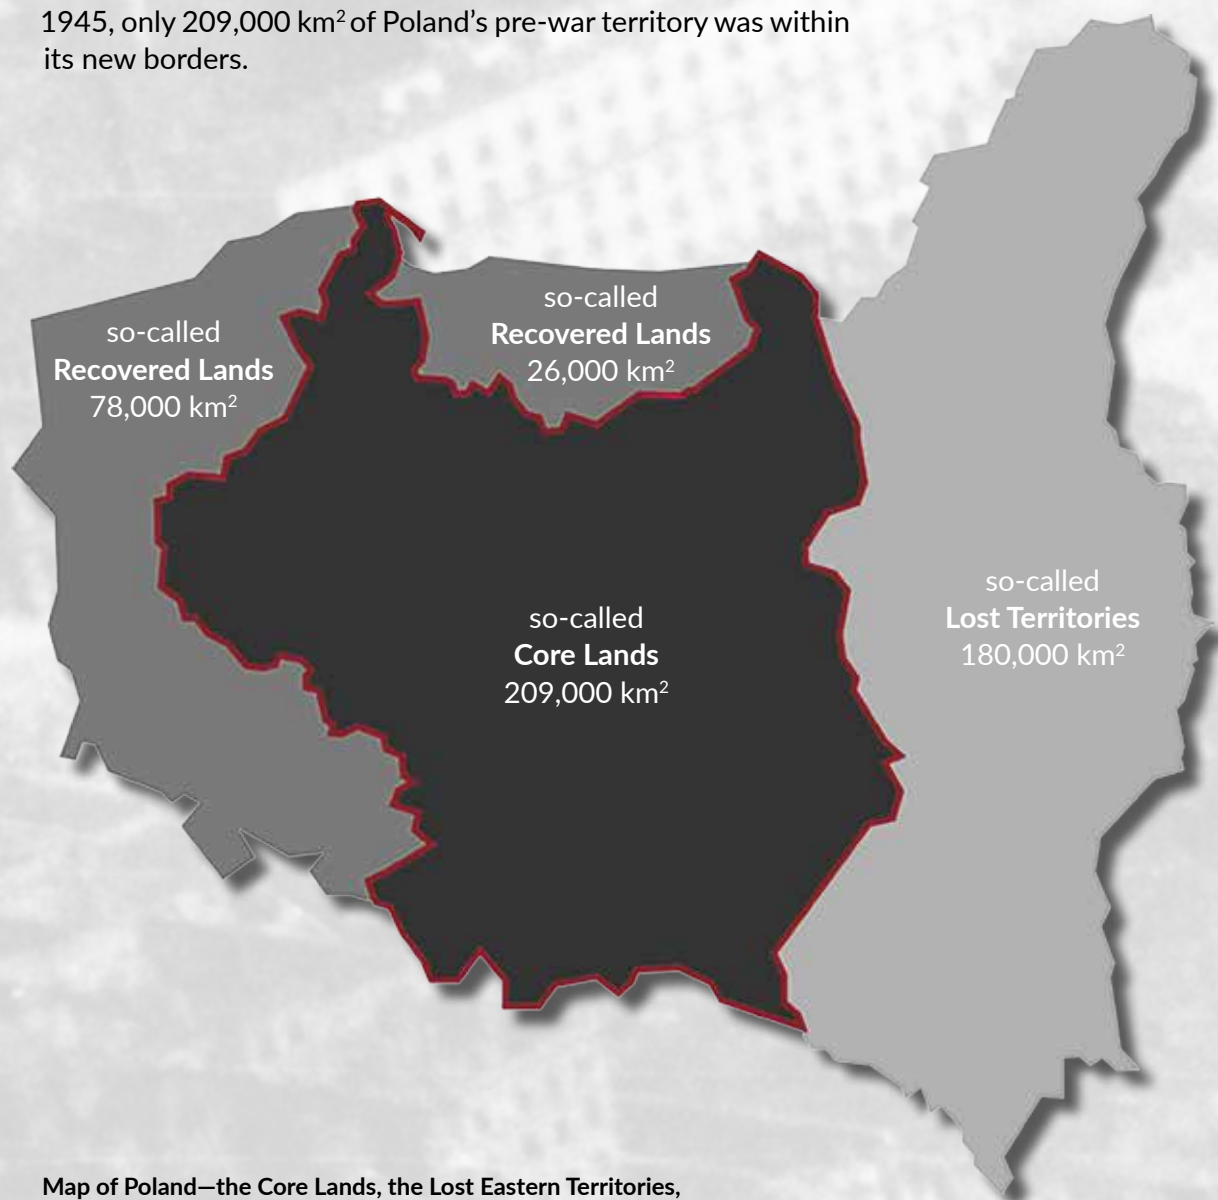 1945, only 209,000 km² of Poland’s pre-war territory was within
its new borders.
so-called
Recovered Lands
78,000 km²
so-called
Recovered Lands
26,000 km²
so-called
Core Lands
209,000 km²
so-called
Lost Territories
180,000 km²
Map of Poland—the Core Lands, the Lost Eastern Territories,